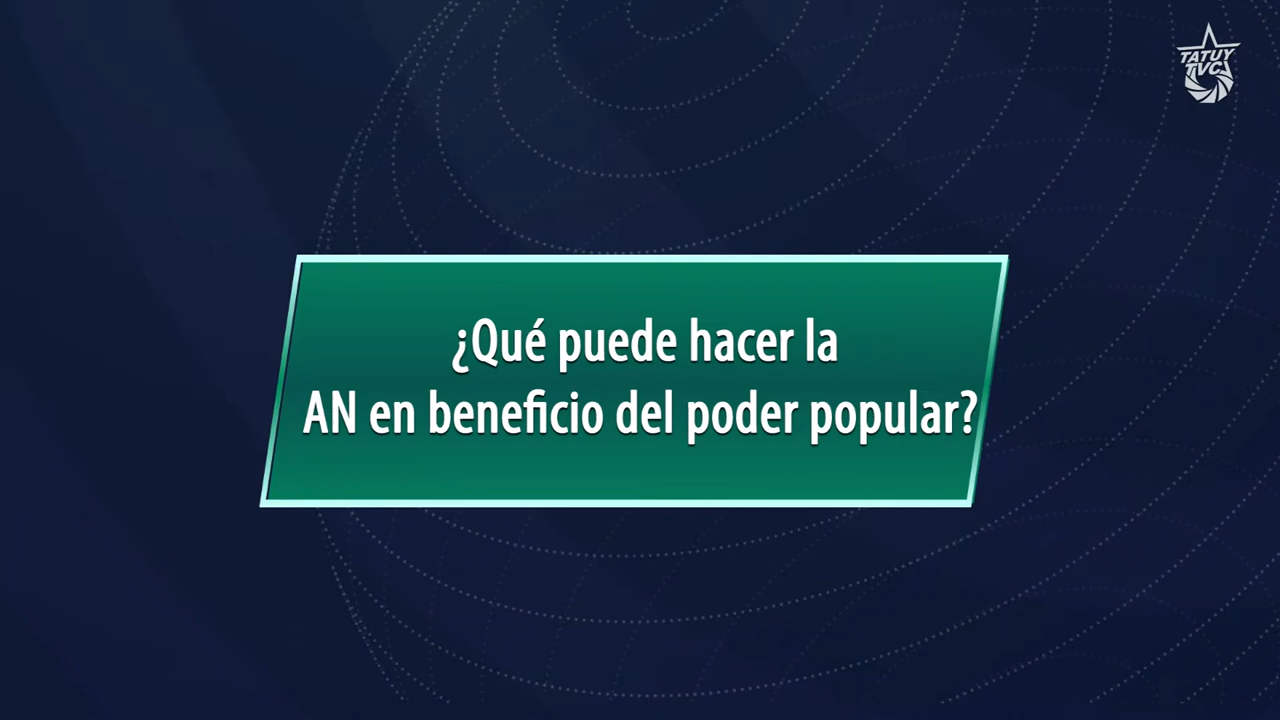 TATUY
TVC
¿Qué puede hacer la
AN en beneficio del poder popular?